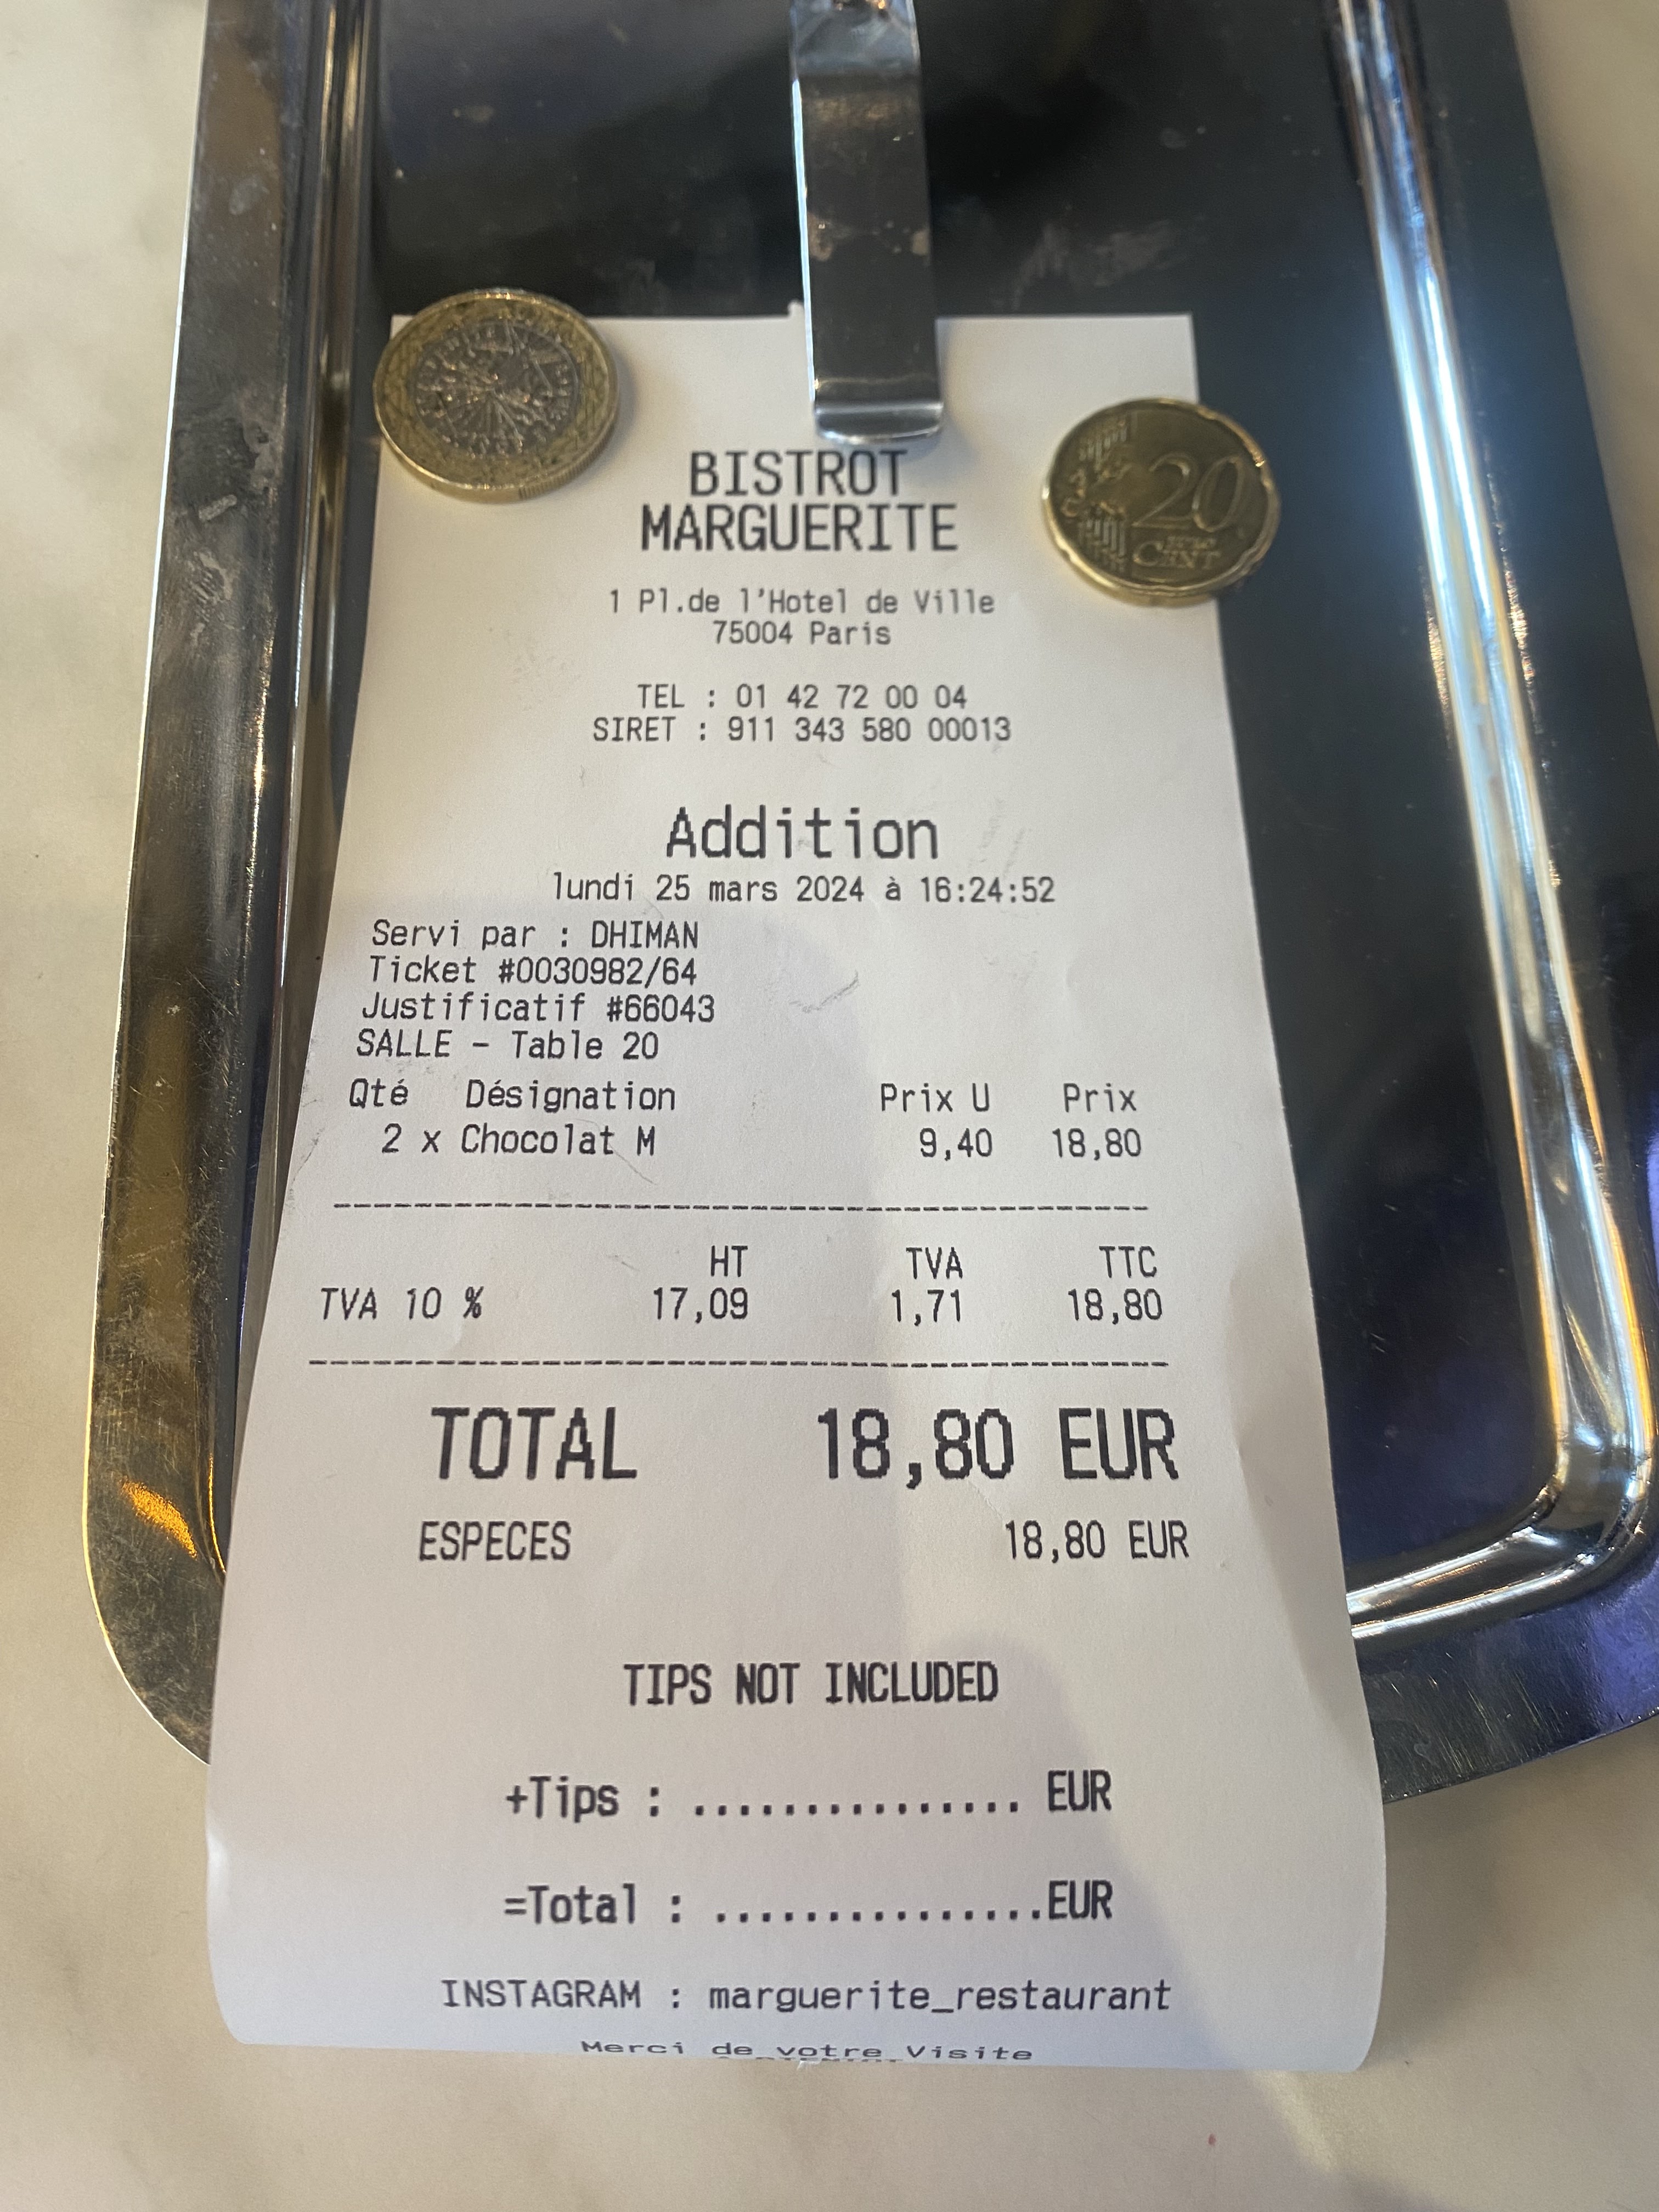 BISTROT
MARGUERITE
1 Pl.de l'Hotel de Ville
75004 Paris
TEL : 01 42 72 00 04
SIRET : 911 343 580 00013
Addition
lundi 25 mars 2024 à 16:24:52
Servi par : DHIMAN
Ticket #0030982/64
Justificatif #66043
SALLE - Table 20
Qté Désignation Prix U Prix
2 x Chocolat M 9,40 18,80
HT TVA TTC
TVA 10 % 17,09 1,71 18,80
TOTAL 18,80 EUR
ESPECES 18,80 EUR
TIPS NOT INCLUDED
+Tips : ............... EUR
=Total : ...............EUR
INSTAGRAM : marguerite_restaurant
Merci de votre Visite
20
EURO
CENT